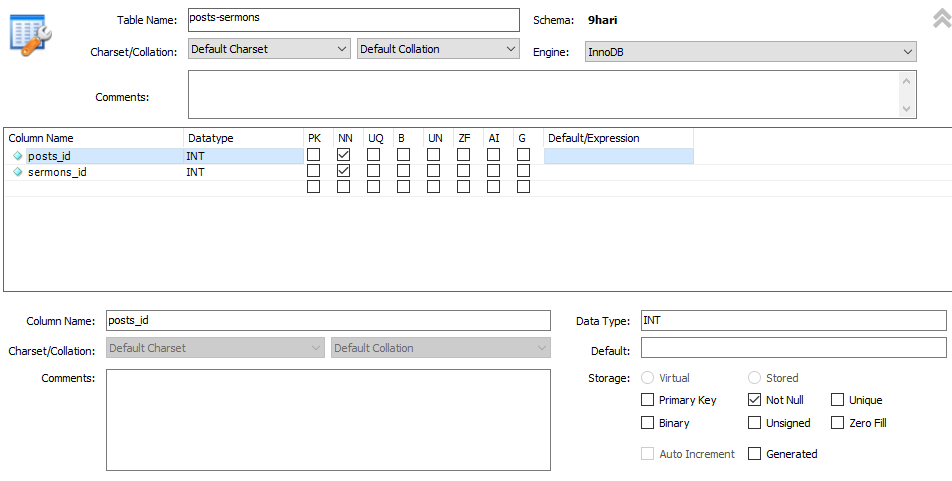 Table Name: posts-sermons Schema: 9hari
Charset/Collation: Default Charset Default Collation Engine: InnoDB
Comments:
Column Name Datatype PK NN UQ B UN ZF AI G Default/Expression
posts_id INT
sermons_id INT
Column Name: posts_id Data Type: INT
Charset/Collation: Default Charset Default Collation Default:
Comments: Storage: Virtual Stored
Primary Key Not Null Unique
Binary Unsigned Zero Fill
Auto Increment Generated